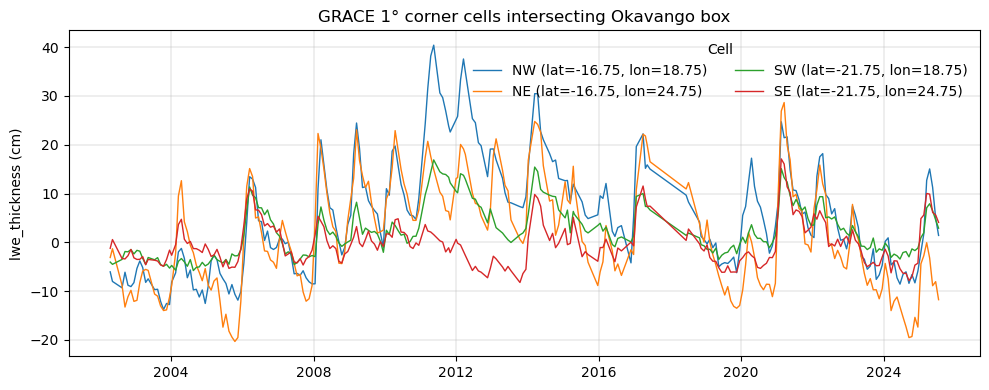 GRACE 1° corner cells intersecting Okavango box
lwe_thickness (cm)
40
30
20
10
0
−10
−20
Cell
NW (lat=-16.75, lon=18.75)
NE (lat=-16.75, lon=24.75)
SW (lat=-21.75, lon=18.75)
SE (lat=-21.75, lon=24.75)
2004 2008 2012 2016 2020 2024